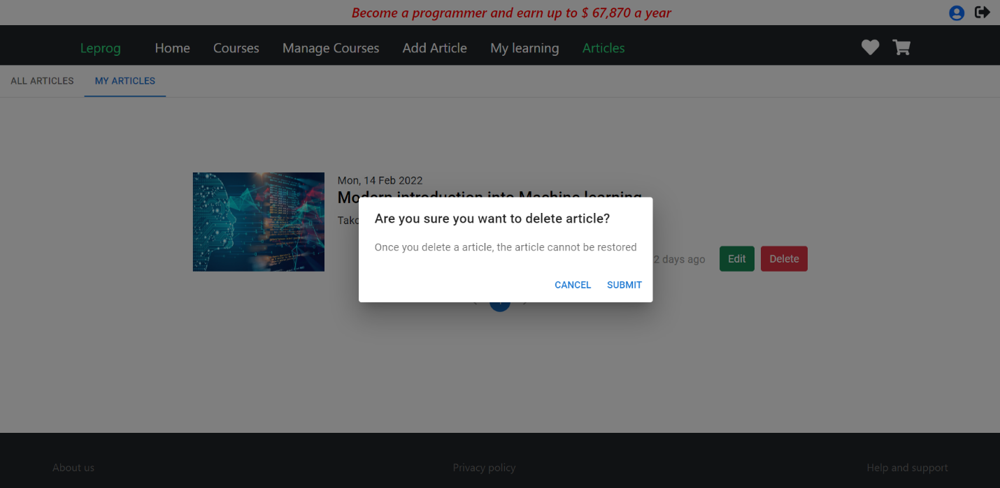 Become a programmer and earn up to $ 67,870 a year
Leprog Home Courses Manage Courses Add Article My learning Articles
ALL ARTICLES MY ARTICLES
Mon, 14 Feb 2022
Modern introduction into Machine learning
Are you sure you want to delete article?
Once you delete a article, the article cannot be restored
2 days ago Edit Delete
CANCEL SUBMIT
About us Privacy policy Help and support